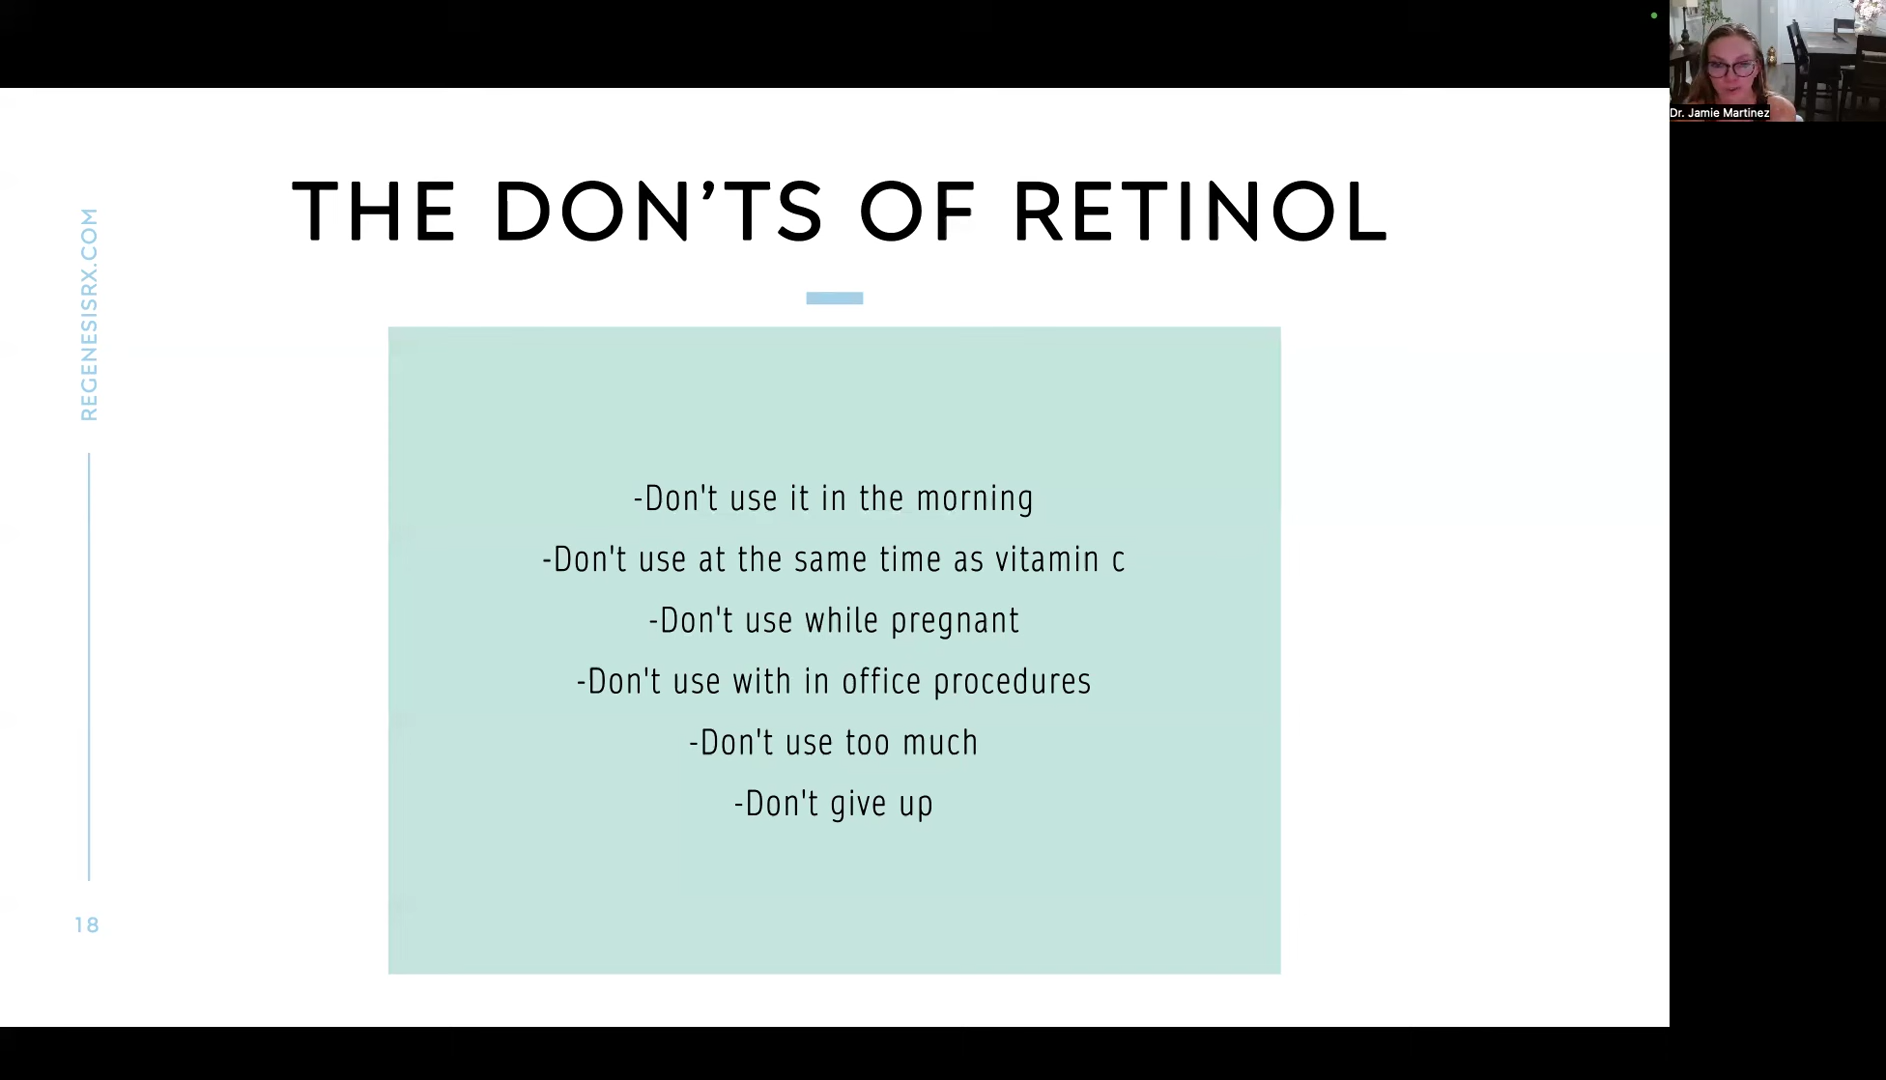 Dr. Jamie Martinez
THE DON’TS OF RETINOL
REGENESISRX.COM
-Don't use it in the morning
-Don't use at the same time as vitamin c
-Don't use while pregnant
-Don't use with in office procedures
-Don't use too much
-Don't give up
18